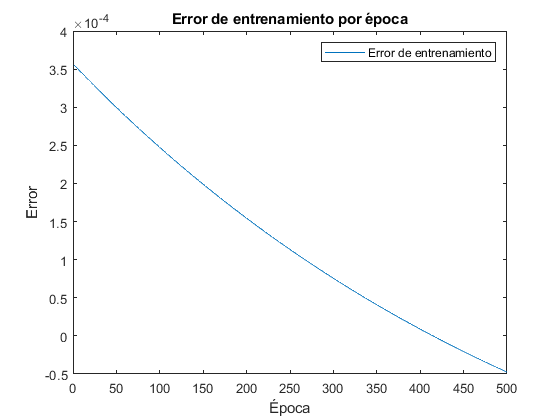 Error de entrenamiento por época
×10-4
Error de entrenamiento
4
3.5
3
2.5
2
1.5
1
0.5
0
-0.5
Error
0 50 100 150 200 250 300 350 400 450 500
Época